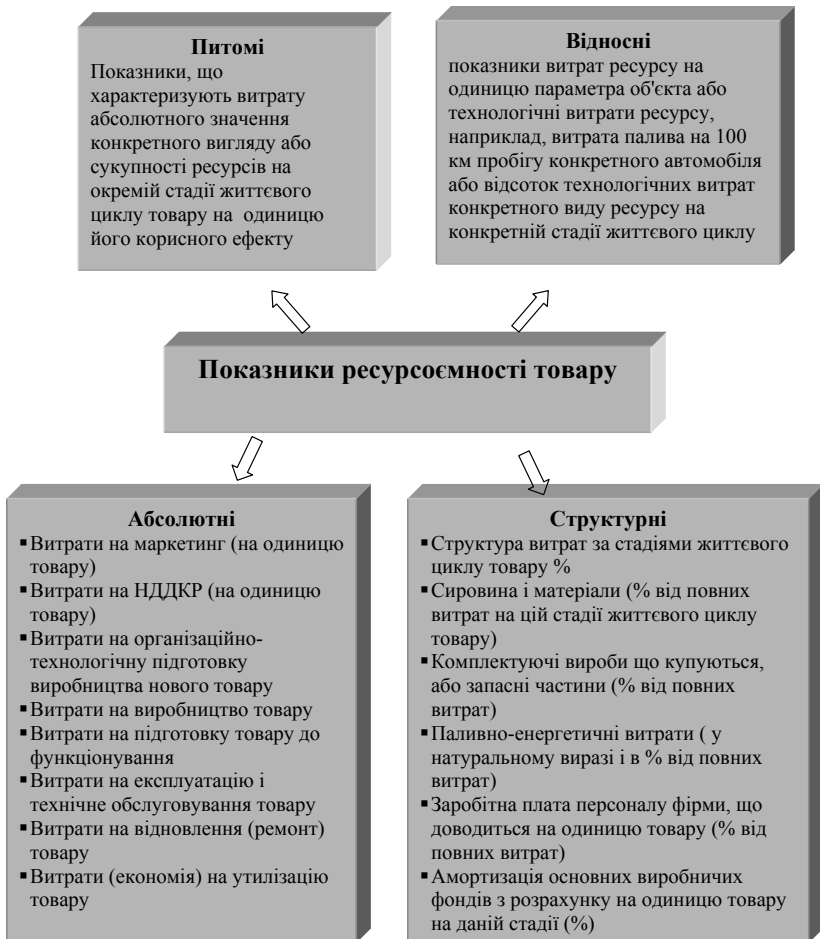 Питомі
Показники, що
характеризують витрату
абсолютного значення
конкретного вигляду або
сукупності ресурсів на
окремій стадії життєвого
циклу товару на одиницю
його корисного ефекту
Відносні
показники витрат ресурсу на
одиницю параметра об'єкта або
технологічні витрати ресурсу,
наприклад, витрата палива на 100
км пробігу конкретного автомобіля
або відсоток технологічних витрат
конкретного виду ресурсу на
конкретній стадії життєвого циклу
Показники ресурсоємності товару
Абсолютні
▪Витрати на маркетинг (на одиницю
товару)
▪Витрати на НДДКР (на одиницю
товару)
▪Витрати на організаційно-
технологічну підготовку
виробництва нового товару
▪Витрати на виробництво товару
▪Витрати на підготовку товару до
функціонування
▪Витрати на експлуатацію і
технічне обслуговування товару
▪Витрати на відновлення (ремонт)
товару
▪Витрати (економія) на утилізацію
товару
Структурні
▪Структура витрат за стадіями життєвого
циклу товару %
▪Сировина і матеріали (% від повних
витрат на цій стадії життєвого циклу
товару)
▪Комплектуючі вироби що купуються,
або запасні частини (% від повних
витрат)
▪Паливно-енергетичні витрати ( у
натуральному виразі і в % від повних
витрат)
▪Заробітна плата персоналу фірми, що
доводиться на одиницю товару (% від
повних витрат)
▪Амортизація основних виробничих
фондів з розрахунку на одиницю товару
на даній стадії (%)